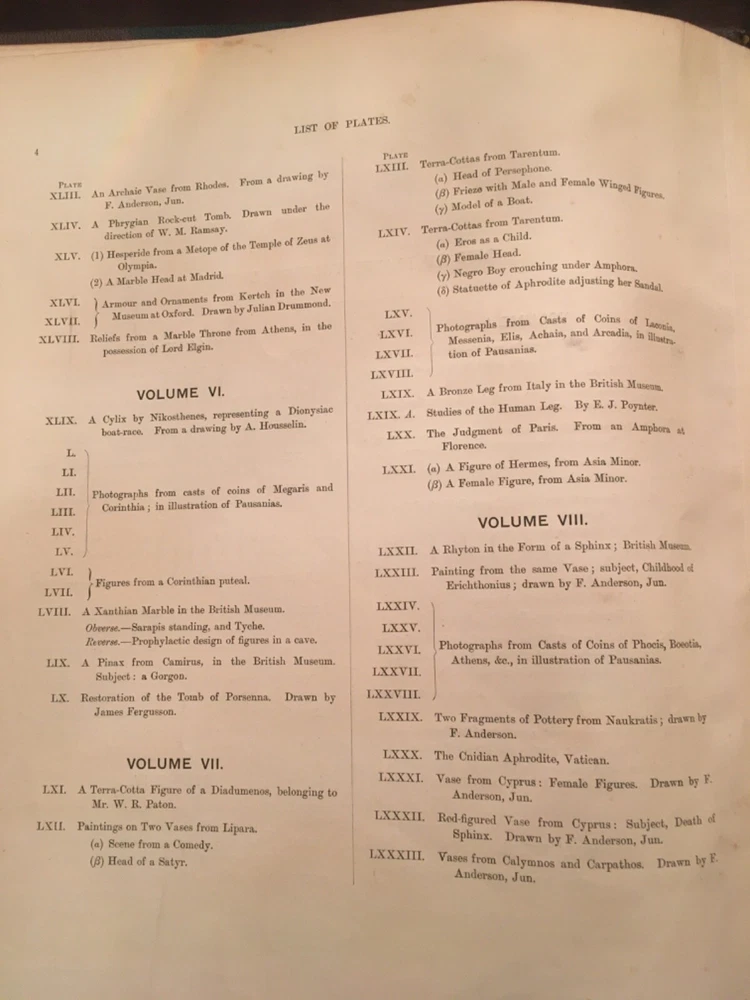 LIST OF PLATES.
4
PLATE
XLIII. An Archaic Vase from Rhodes. From a drawing by
F. Anderson, Jun.
XLIV. A Phrygian Rock-cut Tomb. Drawn under the
direction of W. M. Ramsay.
XLV. (1) Hesperide from a Metope of the Temple of Zeus at
Olympia.
(2) A Marble Head at Madrid.
XLVI. } Armour and Ornaments from Kertch in the New
XLVII. Museum at Oxford. Drawn by Julian Drummond.
XLVIII. Reliefs from a Marble Throne from Athens, in the
possession of Lord Elgin.
VOLUME VI.
XLIX. A Cylix by Nikosthenes, representing a Dionysiac
boat-race. From a drawing by A. Housselin.
L.
LI.
LII. Photographs from casts of coins of Megaris and
LIII. Corinthia; in illustration of Pausanias.
LIV.
LV.
LVI. } Figures from a Corinthian puteal.
LVII.
LVIII. A Xanthian Marble in the British Museum.
Obverse.—Sarapis standing, and Tyche.
Reverse.—Prophylactic design of figures in a cave.
LIX. A Pinax from Camirus, in the British Museum.
Subject: a Gorgon.
LX. Restoration of the Tomb of Porsenna. Drawn by
James Fergusson.
VOLUME VII.
LXI. A Terra-Cotta Figure of a Diadumenos, belonging to
Mr. W. R. Paton.
LXII. Paintings on Two Vases from Lipara.
(α) Scene from a Comedy.
(β) Head of a Satyr.
PLATE
LXIII. Terra-Cottas from Tarentum.
(α) Head of Persephone.
(β) Frieze with Male and Female Winged Figures.
(γ) Model of a Boat.
LXIV. Terra-Cottas from Tarentum.
(α) Eros as a Child.
(β) Female Head.
(γ) Negro Boy crouching under Amphora.
(δ) Statuette of Aphrodite adjusting her Sandal.
LXV.
LXVI. Photographs from Casts of Coins of Laconia,
Messenia, Elis, Achaia, and Arcadia, in illustra-
LXVII. tion of Pausanias.
LXVIII.
LXIX. A Bronze Leg from Italy in the British Museum.
LXIX. A. Studies of the Human Leg. By E. J. Poynter.
LXX. The Judgment of Paris. From an Amphora at
Florence.
LXXI. (α) A Figure of Hermes, from Asia Minor.
(β) A Female Figure, from Asia Minor.
VOLUME VIII.
LXXII. A Rhyton in the Form of a Sphinx; British Museum.
LXXIII. Painting from the same Vase; subject, Childhood of
Erichthonius; drawn by F. Anderson, Jun.
LXXIV.
LXXV.
LXXVI. Photographs from Casts of Coins of Phocis, Boeotia,
LXXVII. Athens, &c., in illustration of Pausanias.
LXXVIII.
LXXIX. Two Fragments of Pottery from Naukratis; drawn by
F. Anderson.
LXXX. The Cnidian Aphrodite, Vatican.
LXXXI. Vase from Cyprus: Female Figures. Drawn by F.
Anderson, Jun.
LXXXII. Red-figured Vase from Cyprus: Subject, Death of
Sphinx. Drawn by F. Anderson, Jun.
LXXXIII. Vases from Calymnos and Carpathos. Drawn by F.
Anderson, Jun.